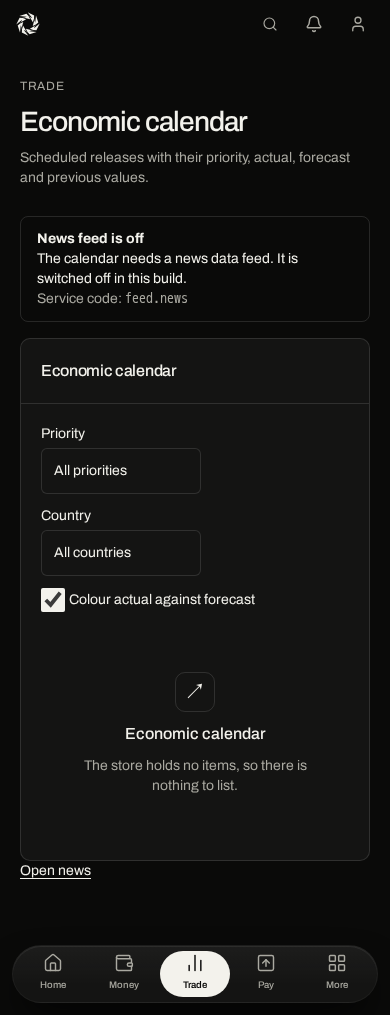 TRADE
Economic calendar
Scheduled releases with their priority, actual, forecast
and previous values.
News feed is off
The calendar needs a news data feed. It is
switched off in this build.
Service code: feed.news
Economic calendar
Priority
All priorities
Country
All countries
Colour actual against forecast
Economic calendar
The store holds no items, so there is
nothing to list.
Open news
Home
Money
Trade
Pay
More